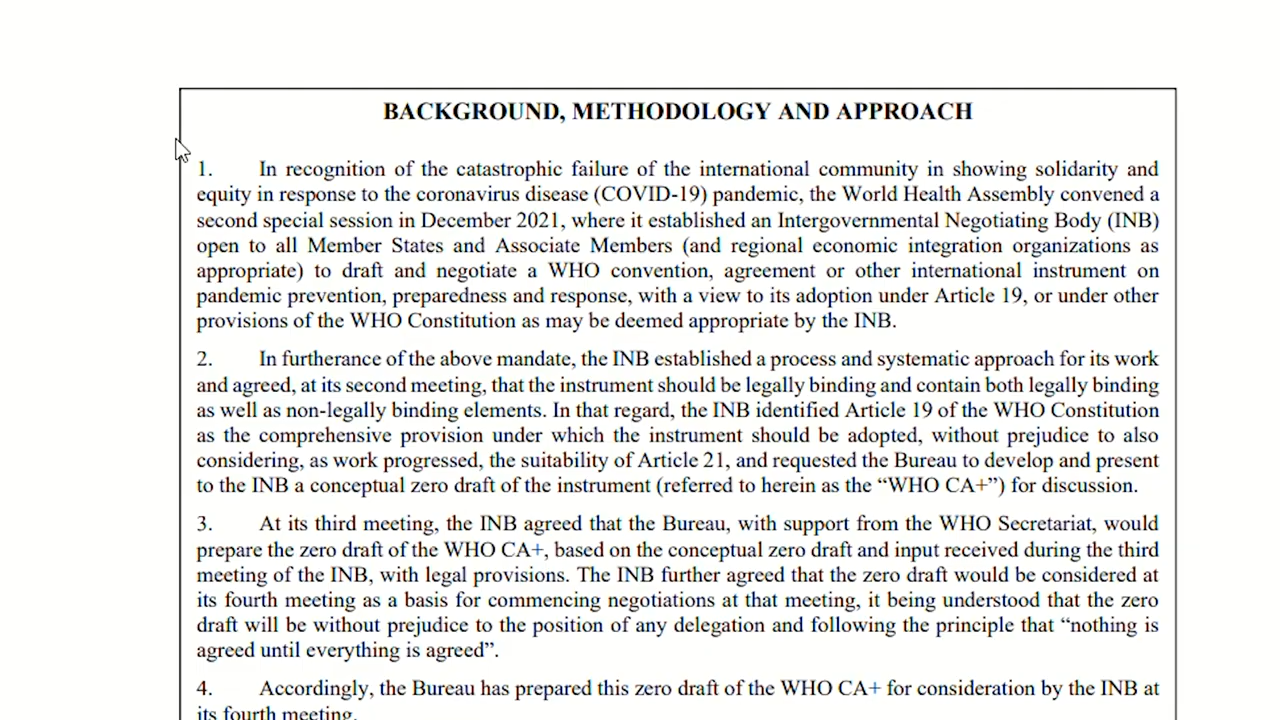 BACKGROUND, METHODOLOGY AND APPROACH
1. In recognition of the catastrophic failure of the international community in showing solidarity and
equity in response to the coronavirus disease (COVID-19) pandemic, the World Health Assembly convened a
second special session in December 2021, where it established an Intergovernmental Negotiating Body (INB)
open to all Member States and Associate Members (and regional economic integration organizations as
appropriate) to draft and negotiate a WHO convention, agreement or other international instrument on
pandemic prevention, preparedness and response, with a view to its adoption under Article 19, or under other
provisions of the WHO Constitution as may be deemed appropriate by the INB.
2. In furtherance of the above mandate, the INB established a process and systematic approach for its work
and agreed, at its second meeting, that the instrument should be legally binding and contain both legally binding
as well as non-legally binding elements. In that regard, the INB identified Article 19 of the WHO Constitution
as the comprehensive provision under which the instrument should be adopted, without prejudice to also
considering, as work progressed, the suitability of Article 21, and requested the Bureau to develop and present
to the INB a conceptual zero draft of the instrument (referred to herein as the “WHO CA+”) for discussion.
3. At its third meeting, the INB agreed that the Bureau, with support from the WHO Secretariat, would
prepare the zero draft of the WHO CA+, based on the conceptual zero draft and input received during the third
meeting of the INB, with legal provisions. The INB further agreed that the zero draft would be considered at
its fourth meeting as a basis for commencing negotiations at that meeting, it being understood that the zero
draft will be without prejudice to the position of any delegation and following the principle that “nothing is
agreed until everything is agreed”.
4. Accordingly, the Bureau has prepared this zero draft of the WHO CA+ for consideration by the INB at
its fourth meeting.